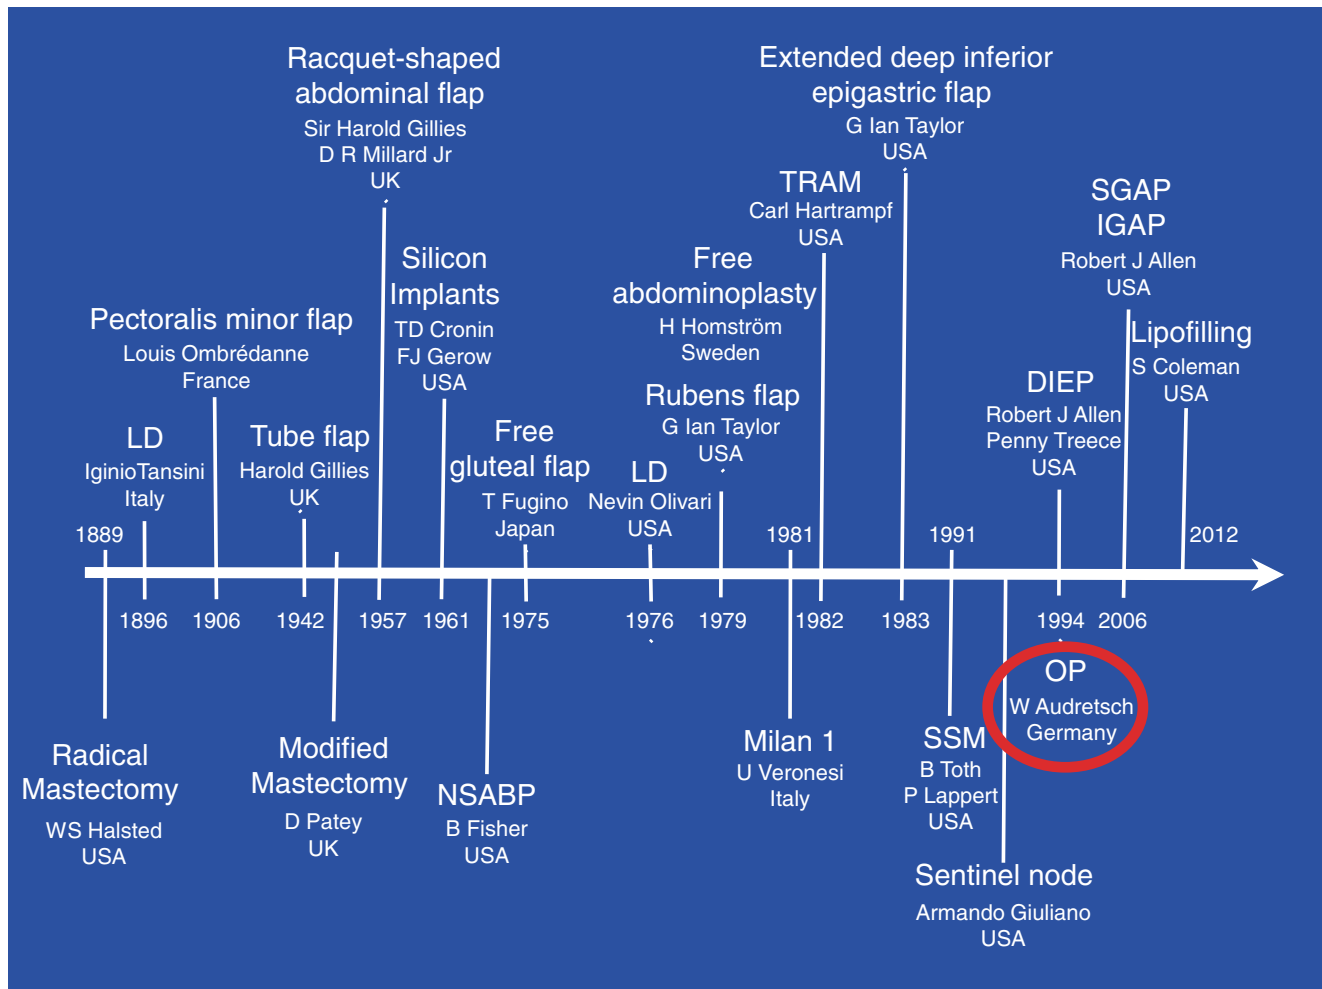 Racquet-shaped
abdominal flap
Sir Harold Gillies
D R Millard Jr
UK
Extended deep inferior
epigastric flap
G Ian Taylor
USA
TRAM
Carl Hartrampf
USA
SGAP
IGAP
Robert J Allen
USA
Silicon
Implants
TD Cronin
FJ Gerow
USA
Free
abdominoplasty
H Homström
Sweden
Pectoralis minor flap
Louis Ombrédanne
France
Lipofilling
S Coleman
USA
DIEP
Robert J Allen
Penny Treece
USA
Rubens flap
G Ian Taylor
USA
LD
IginioTansini
Italy
Tube flap
Harold Gillies
UK
Free
gluteal flap
T Fugino
Japan
LD
Nevin Olivari
USA
1889
1981
1991
2012
1896
1906
1942
1957
1961
1975
1976
1979
1982
1983
1994
2006
OP
W Audretsch
Germany
Radical
Mastectomy
WS Halsted
USA
Modified
Mastectomy
D Patey
UK
NSABP
B Fisher
USA
Milan 1
U Veronesi
Italy
SSM
B Toth
P Lappert
USA
Sentinel node
Armando Giuliano
USA